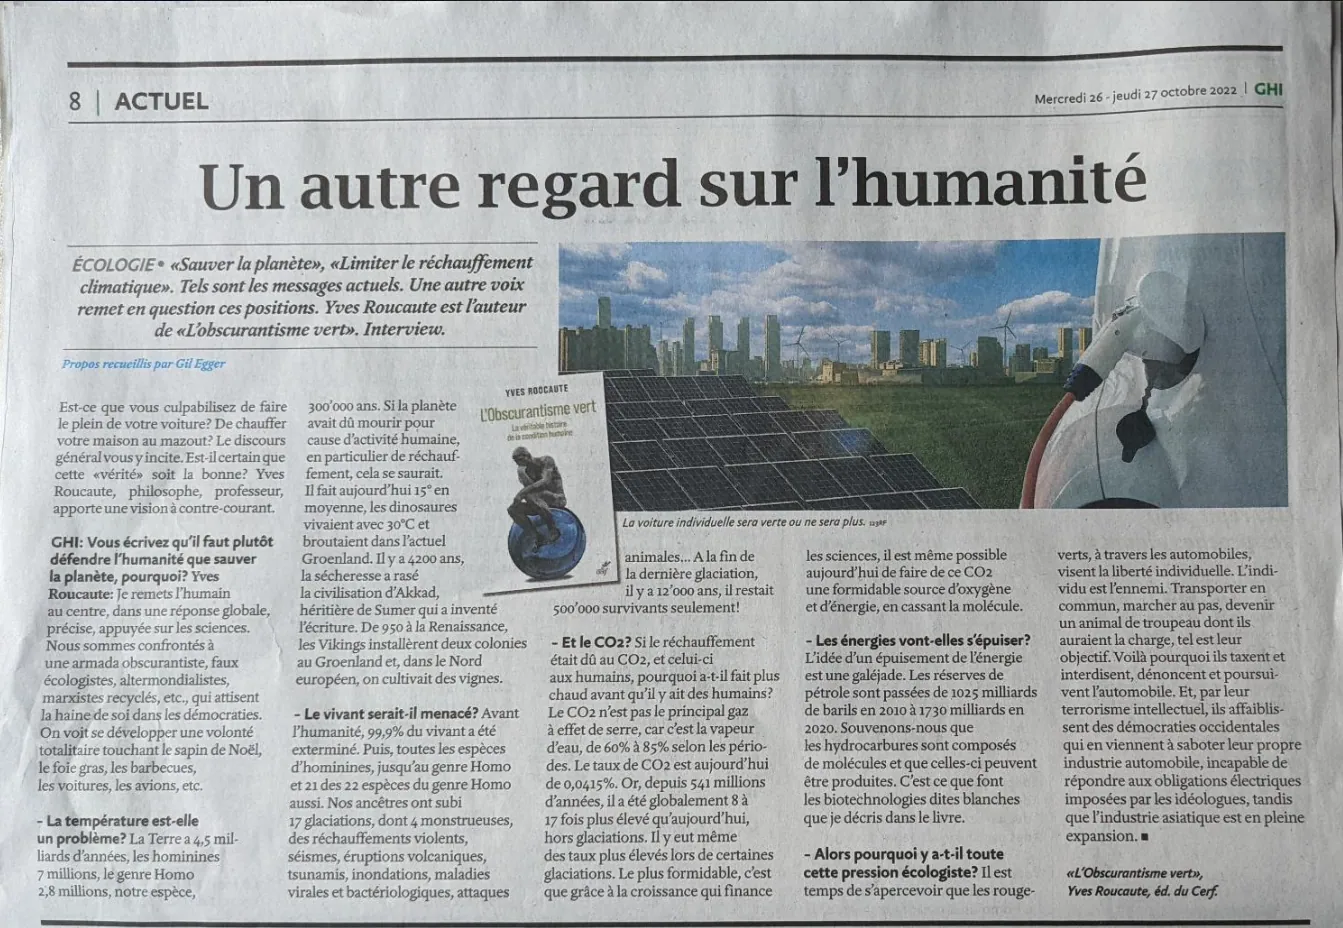 8 | ACTUEL
Mercredi 26 - jeudi 27 octobre 2022 | GHI
Un autre regard sur l'humanité
ÉCOLOGIE• «Sauver la planète», «Limiter le réchauffement
climatique». Tels sont les messages actuels. Une autre voix
remet en question ces positions. Yves Roucaute est l'auteur
de «L'obscurantisme vert». Interview.
Propos recueillis par Gil Egger
Est-ce que vous culpabilisez de faire
le plein de votre voiture? De chauffer
votre maison au mazout? Le discours
général vous y incite. Est-il certain que
cette «vérité» soit la bonne? Yves
Roucaute, philosophe, professeur,
apporte une vision à contre-courant.
GHI: Vous écrivez qu'il faut plutôt
défendre l'humanité que sauver
la planète, pourquoi? Yves
Roucaute: Je remets l'humain
au centre, dans une réponse globale,
précise, appuyée sur les sciences.
Nous sommes confrontés à
une armada obscurantiste, faux
écologistes, altermondialistes,
marxistes recyclés, etc., qui attisent
la haine de soi dans les démocraties.
On voit se développer une volonté
totalitaire touchant le sapin de Noël,
le foie gras, les barbecues,
les voitures, les avions, etc.
- La température est-elle
un problème? La Terre a 4,5 mil-
liards d'années, les hominines
7 millions, le genre Homo
2,8 millions, notre espèce,
300'000 ans. Si la planète
avait dû mourir pour
cause d'activité humaine,
en particulier de réchauf-
fement, cela se saurait.
Il fait aujourd'hui 15° en
moyenne, les dinosaures
vivaient avec 30°C et
broutaient dans l'actuel
Groenland. Il y a 4200 ans,
la sécheresse a rasé
la civilisation d'Akkad,
héritière de Sumer qui a inventé
l'écriture. De 950 à la Renaissance,
les Vikings installèrent deux colonies
au Groenland et, dans le Nord
européen, on cultivait des vignes.
- Le vivant serait-il menacé? Avant
l'humanité, 99,9% du vivant a été
exterminé. Puis, toutes les espèces
d'hominines, jusqu'au genre Homo
et 21 des 22 espèces du genre Homo
aussi. Nos ancêtres ont subi
17 glaciations, dont 4 monstrueuses,
des réchauffements violents,
séismes, éruptions volcaniques,
tsunamis, inondations, maladies
virales et bactériologiques, attaques
YVES ROUCAUTE
L'Obscurantisme vert
La véritable histoire
de la condition humaine
cerf
La voiture individuelle sera verte ou ne sera plus. 123RF
animales... A la fin de
la dernière glaciation,
il y a 12'000 ans, il restait
500'000 survivants seulement!
- Et le CO2? Si le réchauffement
était dû au CO2, et celui-ci
aux humains, pourquoi a-t-il fait plus
chaud avant qu'il y ait des humains?
Le CO2 n'est pas le principal gaz
à effet de serre, car c'est la vapeur
d'eau, de 60% à 85% selon les pério-
des. Le taux de CO2 est aujourd'hui
de 0,0415%. Or, depuis 541 millions
d'années, il a été globalement 8 à
17 fois plus élevé qu'aujourd'hui,
hors glaciations. Il y eut même
des taux plus élevés lors de certaines
glaciations. Le plus formidable, c'est
que grâce à la croissance qui finance
les sciences, il est même possible
aujourd'hui de faire de ce CO2
une formidable source d'oxygène
et d'énergie, en cassant la molécule.
- Les énergies vont-elles s'épuiser?
L'idée d'un épuisement de l'énergie
est une galéjade. Les réserves de
pétrole sont passées de 1025 milliards
de barils en 2010 à 1730 milliards en
2020. Souvenons-nous que
les hydrocarbures sont composés
de molécules et que celles-ci peuvent
être produites. C'est ce que font
les biotechnologies dites blanches
que je décris dans le livre.
- Alors pourquoi y a-t-il toute
cette pression écologiste? Il est
temps de s'apercevoir que les rouge-
verts, à travers les automobiles,
visent la liberté individuelle. L'indi-
vidu est l'ennemi. Transporter en
commun, marcher au pas, devenir
un animal de troupeau dont ils
auraient la charge, tel est leur
objectif. Voilà pourquoi ils taxent et
interdisent, dénoncent et poursui-
vent l'automobile. Et, par leur
terrorisme intellectuel, ils affaiblis-
sent des démocraties occidentales
qui en viennent à saboter leur propre
industrie automobile, incapable de
répondre aux obligations électriques
imposées par les idéologues, tandis
que l'industrie asiatique est en pleine
expansion. ■
«L'Obscurantisme vert»,
Yves Roucaute, éd. du Cerf.